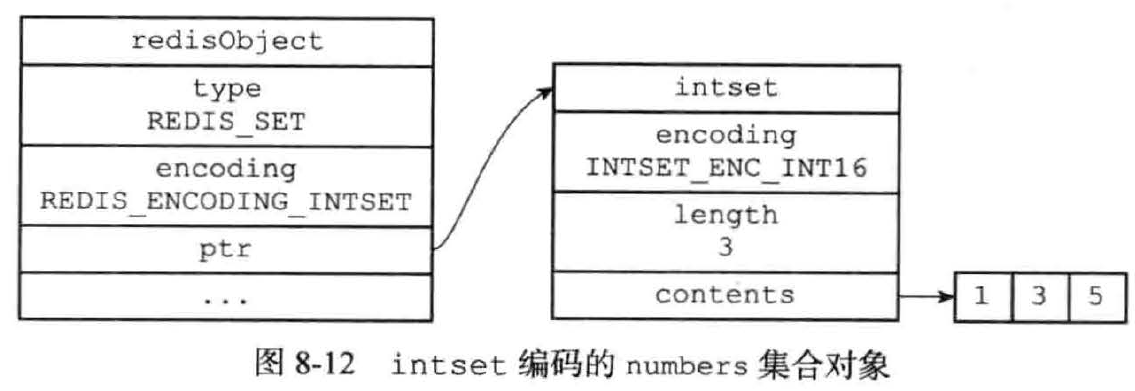 redisObject
type
REDIS_SET
encoding
REDIS_ENCODING_INTSET
ptr
...
intset
encoding
INTSET_ENC_INT16
length
3
contents
1 3 5
图 8-12 intset 编码的 numbers 集合对象